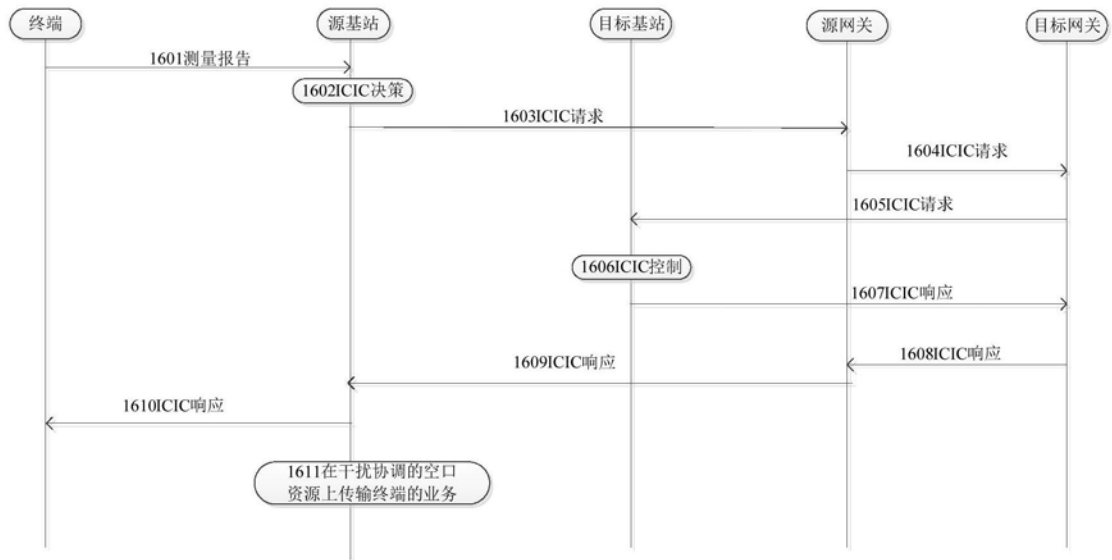 终端
源基站
目标基站
源网关
目标网关
1601测量报告
1602ICIC决策
1603ICIC请求
1604ICIC请求
1605ICIC请求
1606ICIC控制
1607ICIC响应
1608ICIC响应
1609ICIC响应
1610ICIC响应
1611在干扰协调的空口
资源上传输终端的业务